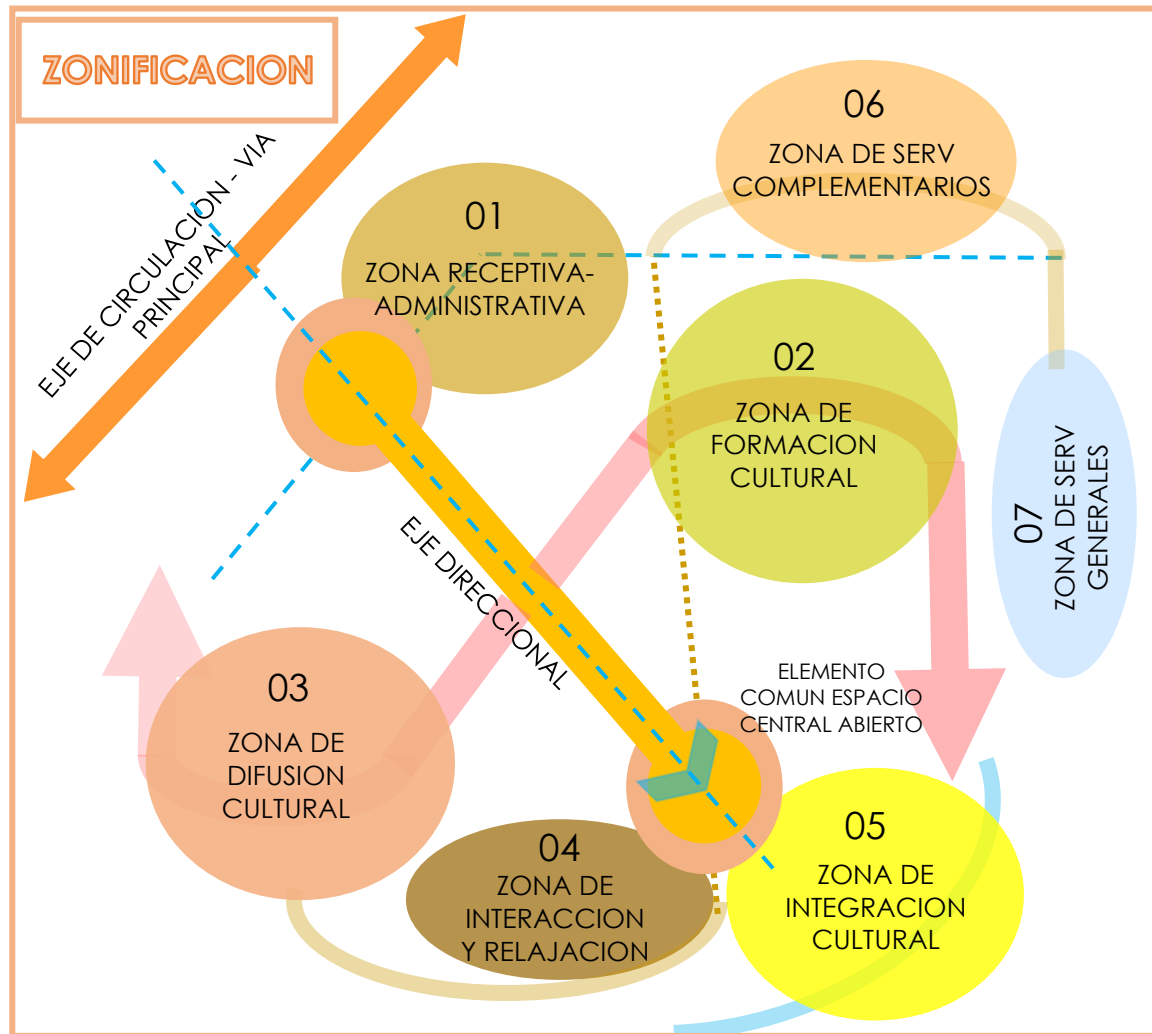 ZONIFICACION
EJE DE CIRCULACION - VIA
PRINCIPAL
01
ZONA RECEPTIVA-
ADMINISTRATIVA
06
ZONA DE SERV
COMPLEMENTARIOS
02
ZONA DE
FORMACION
CULTURAL
07
ZONA DE SERV
GENERALES
EJE DIRECCIONAL
03
ZONA DE
DIFUSION
CULTURAL
ELEMENTO
COMUN ESPACIO
CENTRAL ABIERTO
04
ZONA DE
INTERACCION
Y RELAJACION
05
ZONA DE
INTEGRACION
CULTURAL